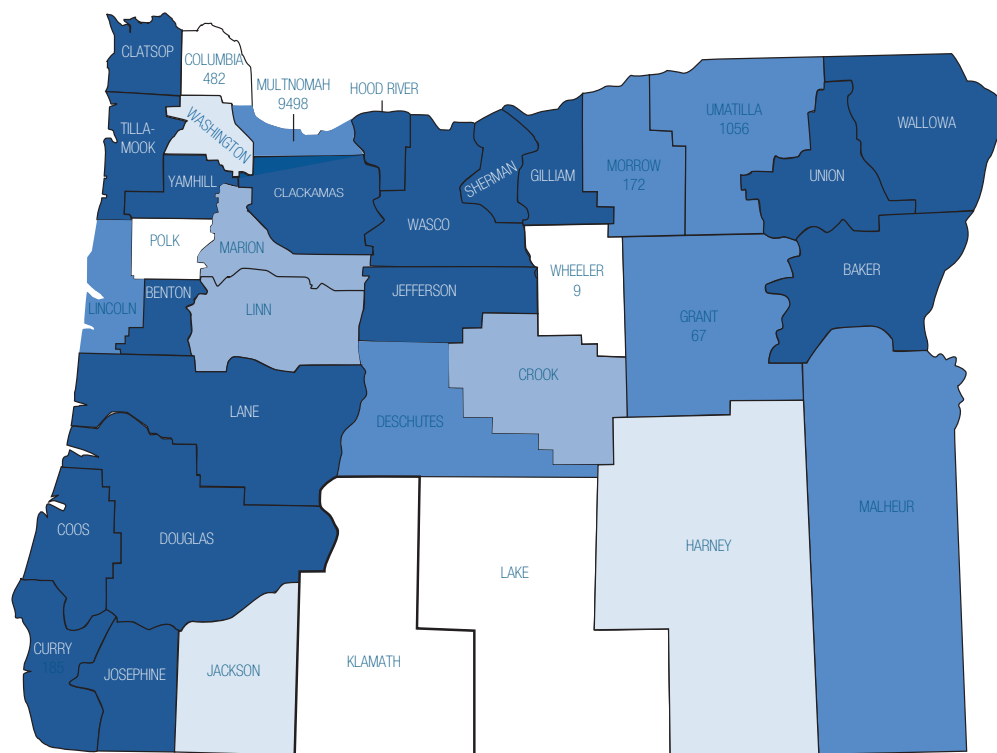 CLATSOP
COLUMBIA
482
MULTNOMAH
9498
HOOD RIVER
WASHINGTON
TILLA-
MOOK
YAMHILL
CLACKAMAS
SHERMAN
GILLIAM
MORROW
172
UMATILLA
1056
UNION
WALLOWA
POLK
MARION
WASCO
WHEELER
9
BAKER
LINCOLN
BENTON
LINN
JEFFERSON
GRANT
67
CROOK
LANE
DESCHUTES
COOS
DOUGLAS
MALHEUR
HARNEY
LAKE
CURRY
185
JOSEPHINE
JACKSON
KLAMATH